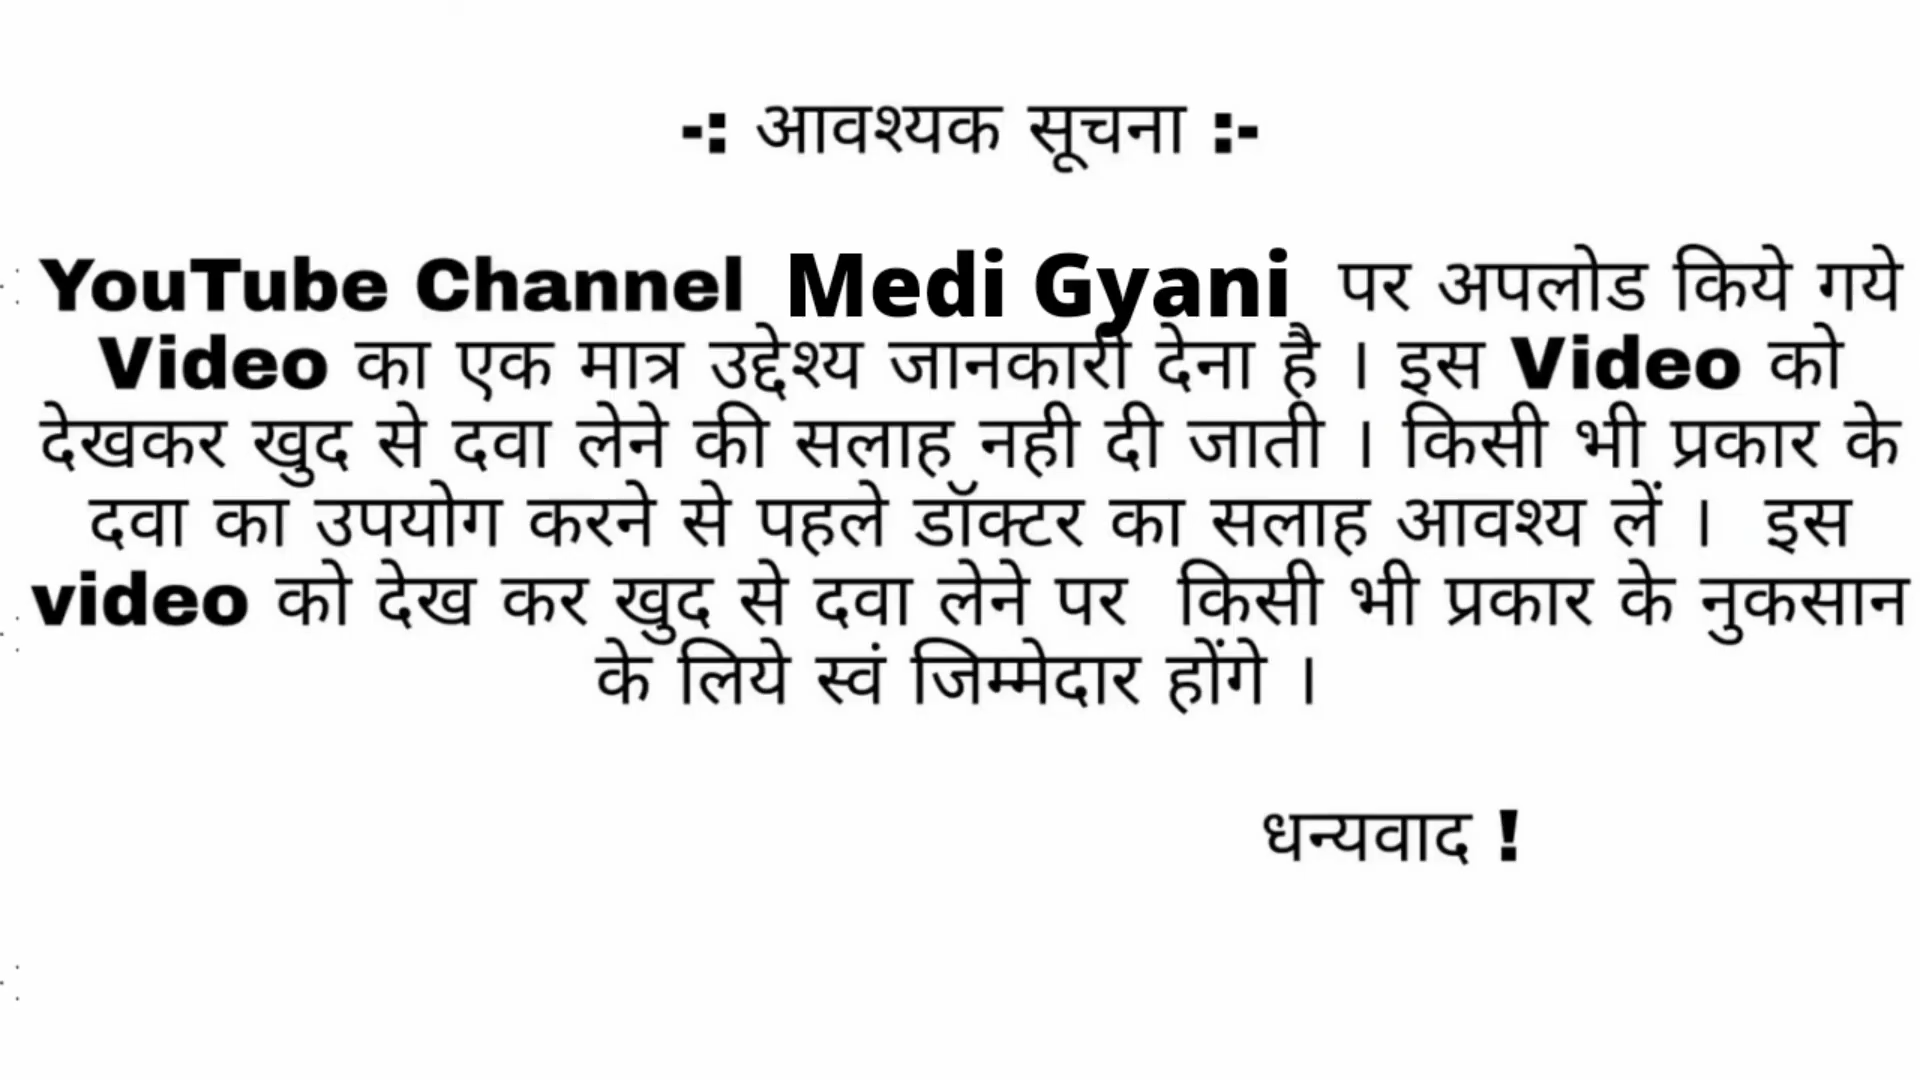 -: आवश्यक सूचना :-
YouTube Channel Medi Gyani पर अपलोड किये गये
Video का एक मात्र उद्देश्य जानकारी देना है । इस Video को
देखकर खुद से दवा लेने की सलाह नही दी जाती । किसी भी प्रकार के
दवा का उपयोग करने से पहले डॉक्टर का सलाह आवश्य लें । इस
video को देख कर खुद से दवा लेने पर किसी भी प्रकार के नुकसान
के लिये स्वं जिम्मेदार होंगे ।
धन्यवाद !